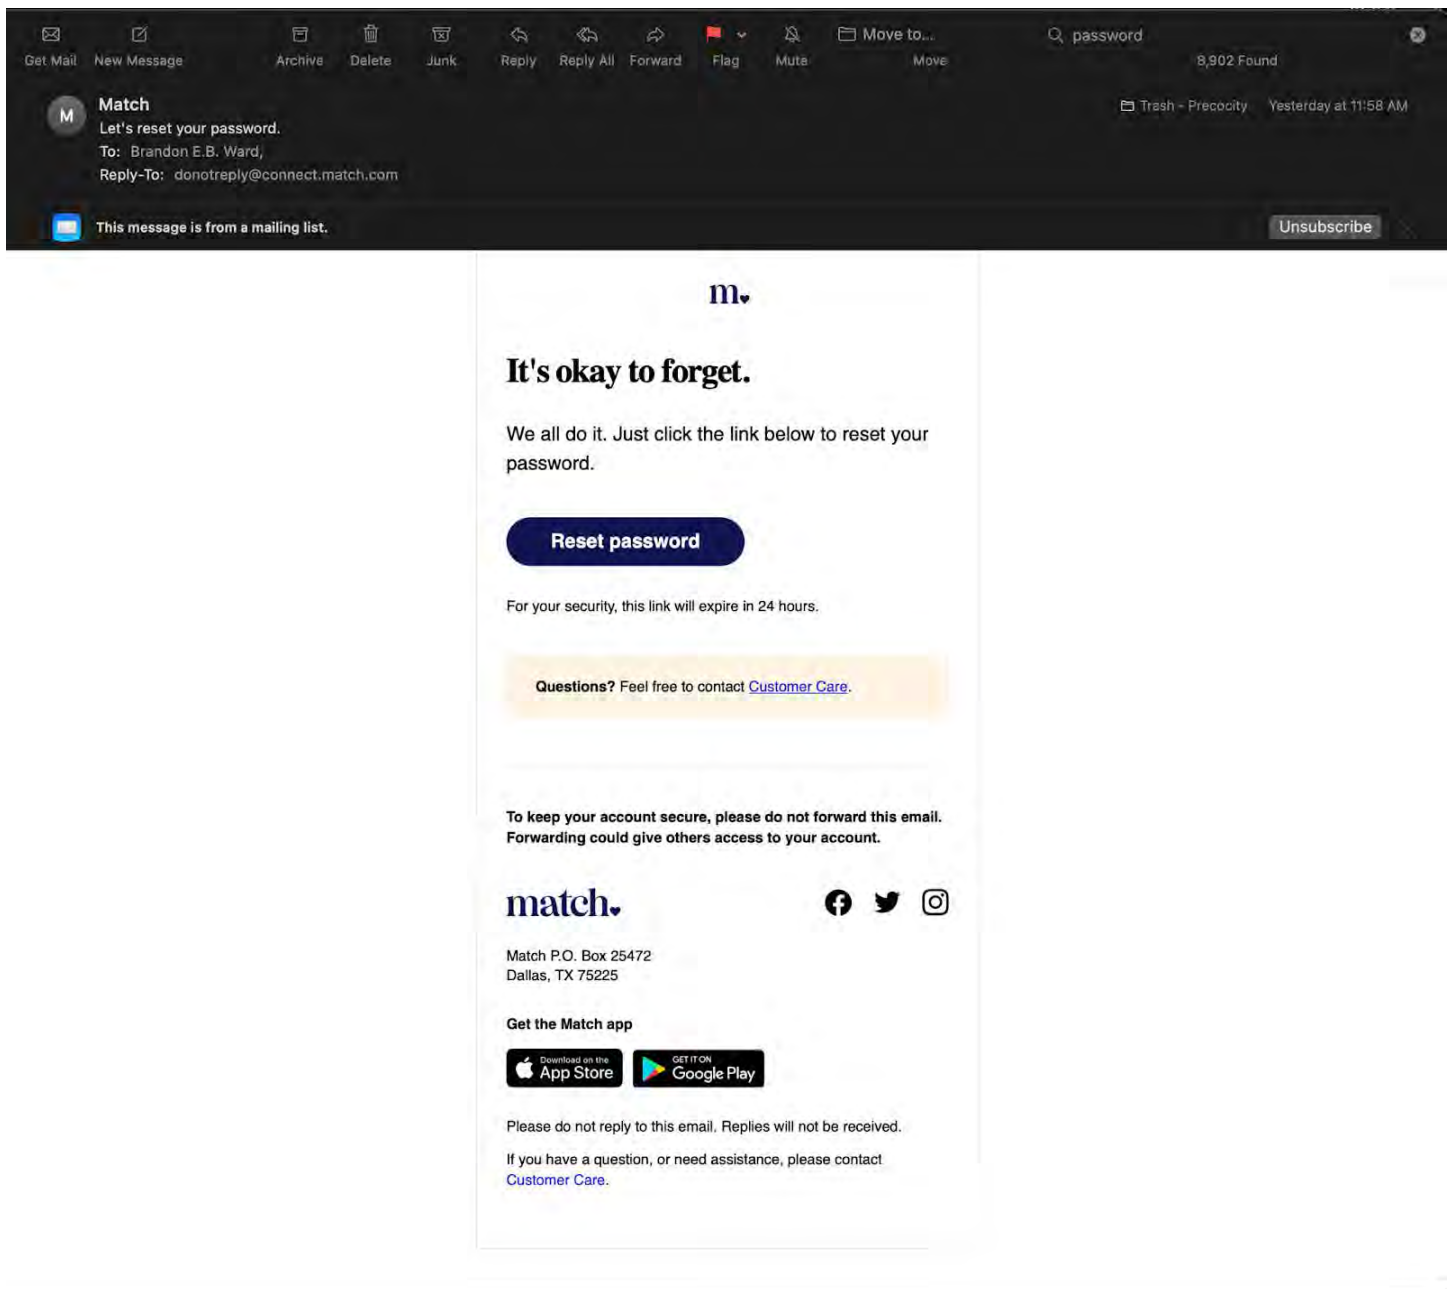 password
Get Mail New Message Archive Delete Junk Reply Reply All Forward Flag Mute Move to... Move 8,902 Found
M Match Trash - Precocity Yesterday at 11:58 AM
Let's reset your password.
To: Brandon E.B. Ward,
Reply-To: donotreply@connect.match.com
This message is from a mailing list. Unsubscribe
m
It's okay to forget.
We all do it. Just click the link below to reset your
password.
Reset password
For your security, this link will expire in 24 hours.
Questions? Feel free to contact Customer Care.
To keep your account secure, please do not forward this email.
Forwarding could give others access to your account.
match
Match P.O. Box 25472
Dallas, TX 75225
Get the Match app
Download on the GET IT ON
App Store Google Play
Please do not reply to this email. Replies will not be received.
If you have a question, or need assistance, please contact
Customer Care.